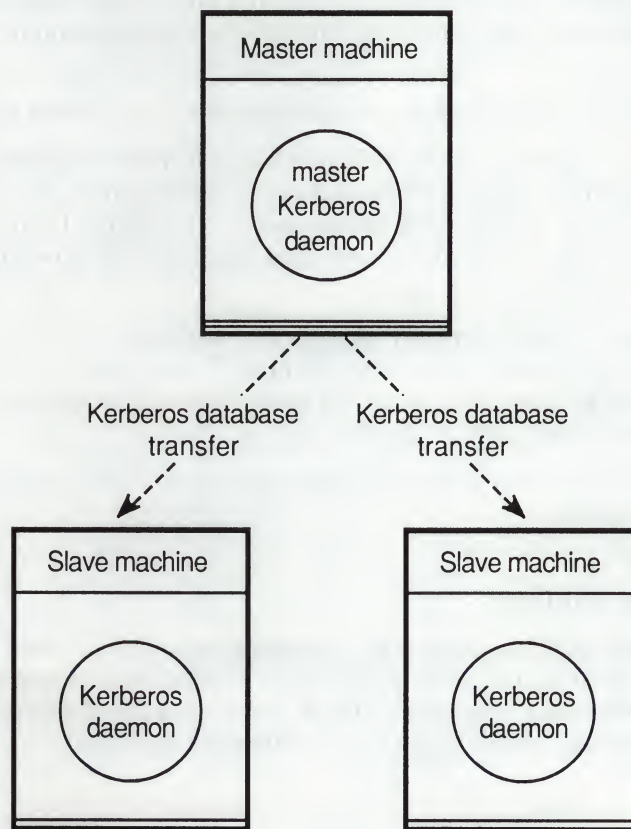 Master machine
master
Kerberos
daemon
Kerberos database
transfer
Kerberos database
transfer
Slave machine
Kerberos
daemon
Slave machine
Kerberos
daemon